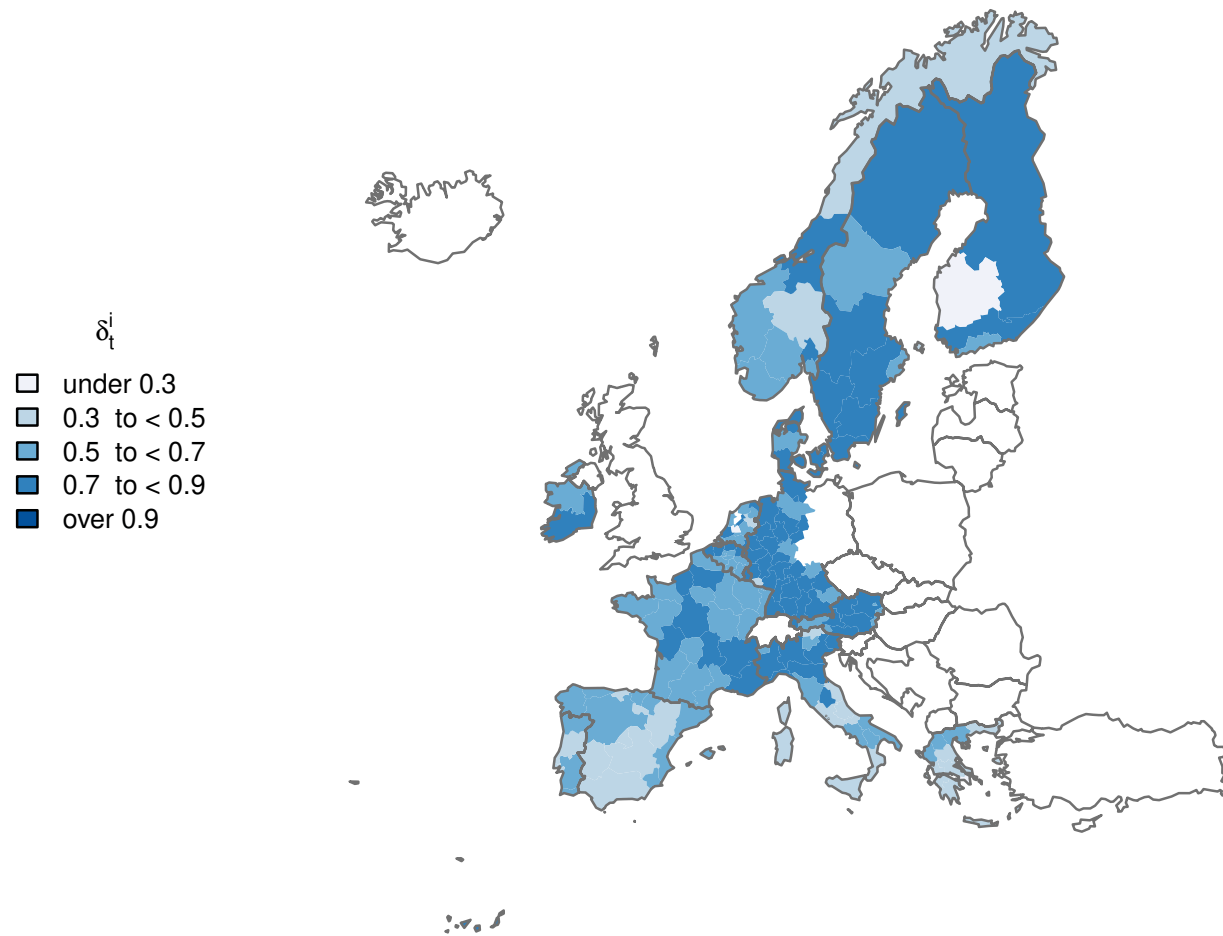 δ_t^i
under 0.3
0.3 to < 0.5
0.5 to < 0.7
0.7 to < 0.9
over 0.9